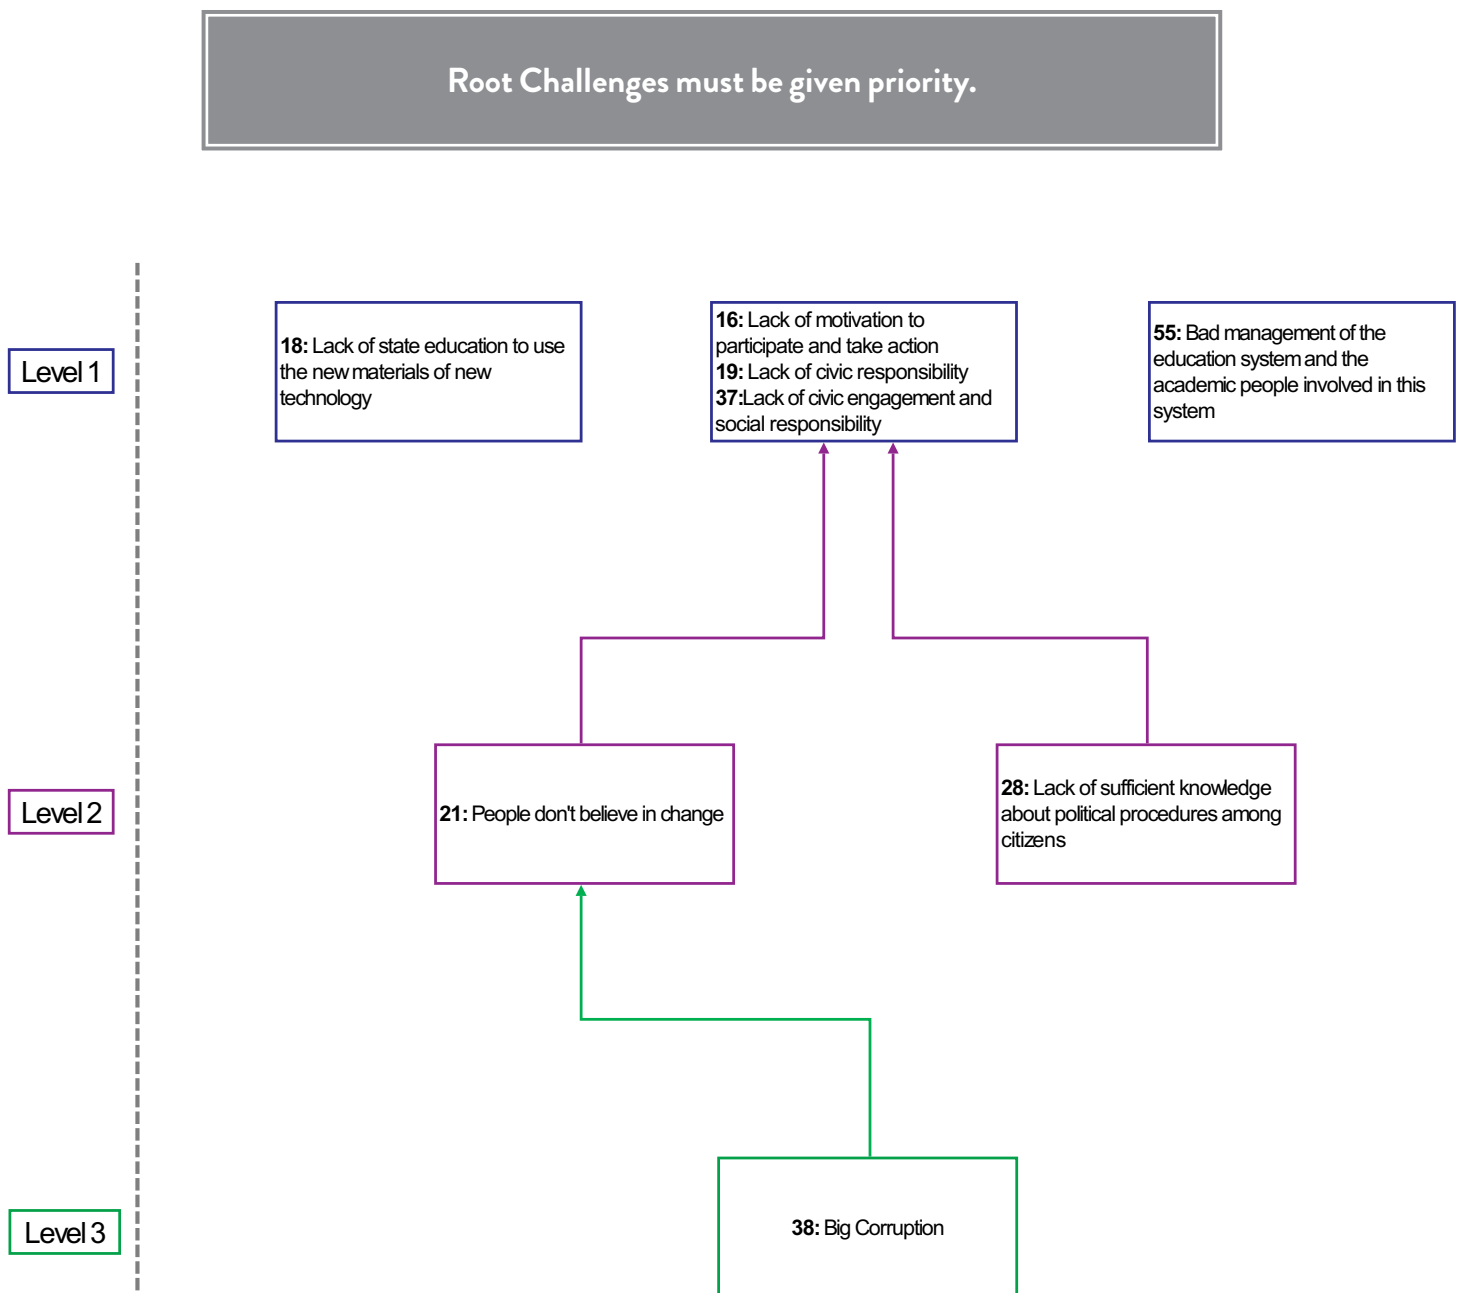 Root Challenges must be given priority.
Level 1
18: Lack of state education to use
the new materials of new
technology
16: Lack of motivation to
participate and take action
19: Lack of civic responsibility
37:Lack of civic engagement and
social responsibility
55: Bad management of the
education system and the
academic people involved in this
system
Level 2
21: People don't believe in change
28: Lack of sufficient knowledge
about political procedures among
citizens
Level 3
38: Big Corruption